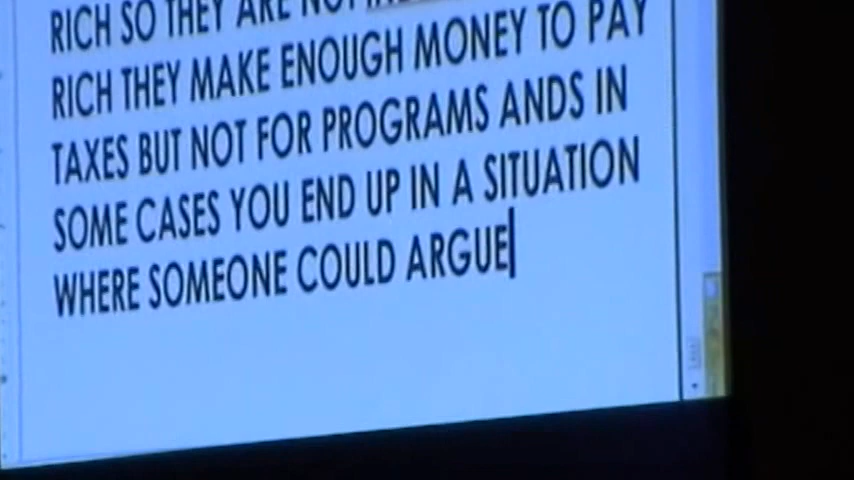 RICH SO THEY ARE NOT
RICH THEY MAKE ENOUGH MONEY TO PAY
TAXES BUT NOT FOR PROGRAMS ANDS IN
SOME CASES YOU END UP IN A SITUATION
WHERE SOMEONE COULD ARGUE